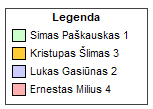 Legenda
Simas Paškauskas 1
Kristupas Šlimas 3
Lukas Gasiūnas 2
Ernestas Milius 4